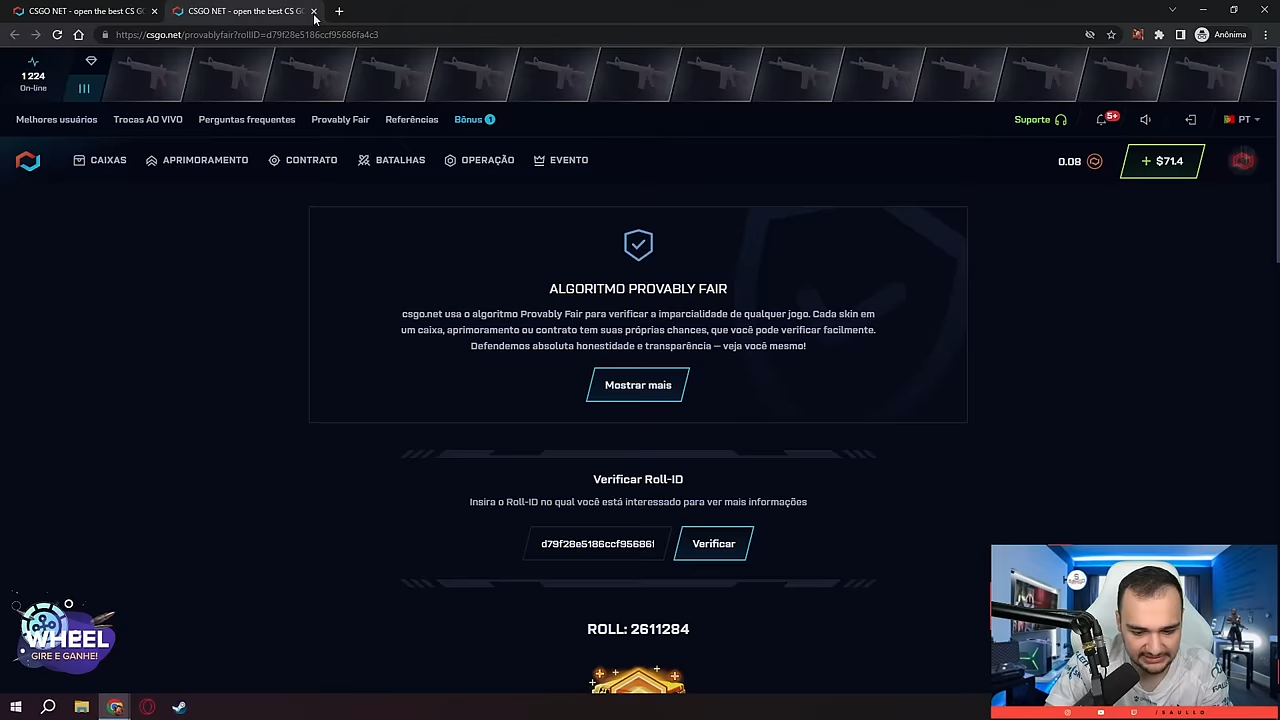 CSGO NET - open the best CS GC
CSGO NET - open the best CS GC
https://csgo.net/provablyfair?rollID=d79f28e5186ccf95686fa4c3
Anônima
1 224
On-line
Melhores usuários
Trocas AO VIVO
Perguntas frequentes
Provably Fair
Referências
Bônus 1
Suporte
5+
PT
CAIXAS
APRIMORAMENTO
CONTRATO
BATALHAS
OPERAÇÃO
EVENTO
0.08
+ $71.4
ALGORITMO PROVABLY FAIR
csgo.net usa o algoritmo Provably Fair para verificar a imparcialidade de qualquer jogo. Cada skin em
um caixa, aprimoramento ou contrato tem suas próprias chances, que você pode verificar facilmente.
Defendemos absoluta honestidade e transparência — veja você mesmo!
Mostrar mais
Verificar Roll-ID
Insira o Roll-ID no qual você está interessado para ver mais informações
d79f28e5186ccf95686f
Verificar
ROLL: 2611284
WHEEL
GIRE E GANHE!
/SAULLO